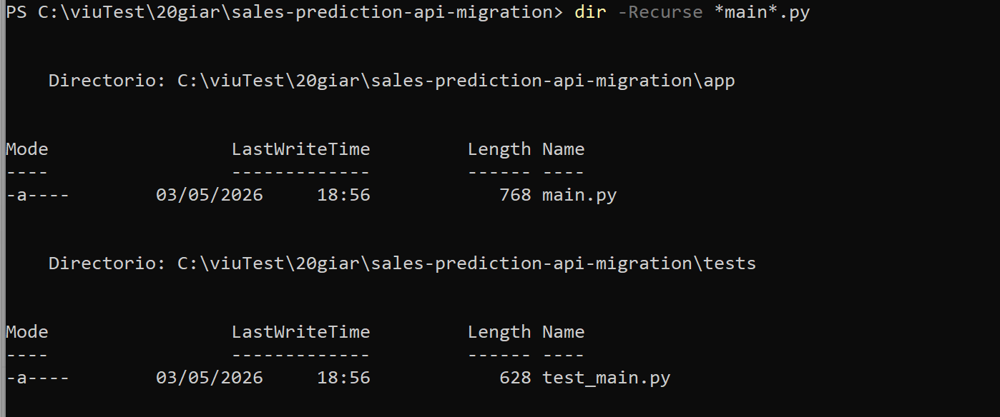 PS C:\viuTest\20giar\sales-prediction-api-migration> dir -Recurse *main*.py
Directorio: C:\viuTest\20giar\sales-prediction-api-migration\app
Mode                 LastWriteTime         Length Name
----                 -------------         ------ ----
-a----        03/05/2026     18:56            768 main.py
Directorio: C:\viuTest\20giar\sales-prediction-api-migration\tests
Mode                 LastWriteTime         Length Name
----                 -------------         ------ ----
-a----        03/05/2026     18:56            628 test_main.py